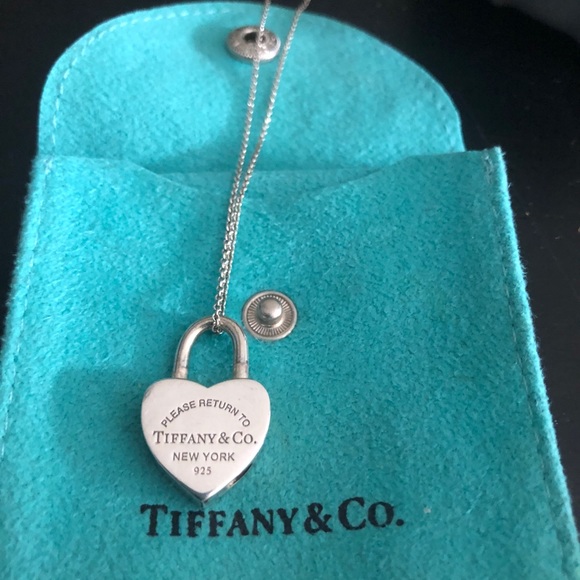 PLEASE RETURN TO
TIFFANY & CO.
NEW YORK
925
TIFFANY & CO.